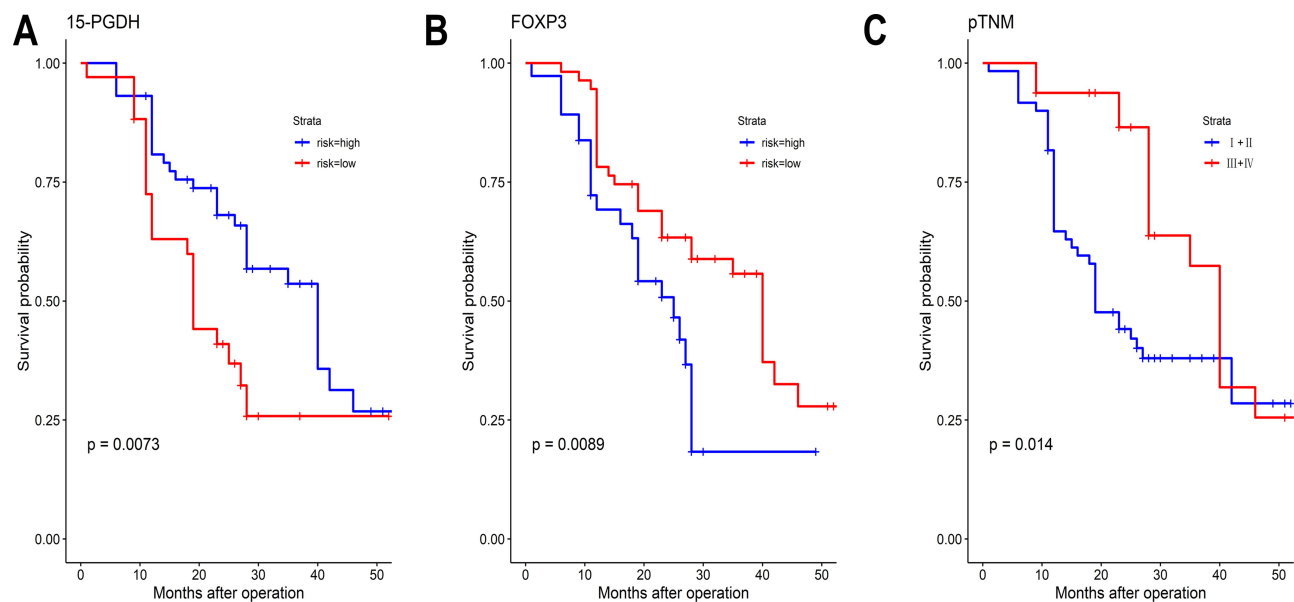 A
15-PGDH
1.00
0.75
0.50
0.25
0.00
Survival probability
Strata
risk=high
risk=low
p = 0.0073
0 10 20 30 40 50
Months after operation
B
FOXP3
1.00
0.75
0.50
0.25
0.00
Survival probability
Strata
risk=high
risk=low
p = 0.0089
0 10 20 30 40 50
Months after operation
C
pTNM
1.00
0.75
0.50
0.25
0.00
Survival probability
Strata
Ⅰ+Ⅱ
Ⅲ+Ⅳ
p = 0.014
0 10 20 30 40 50
Months after operation